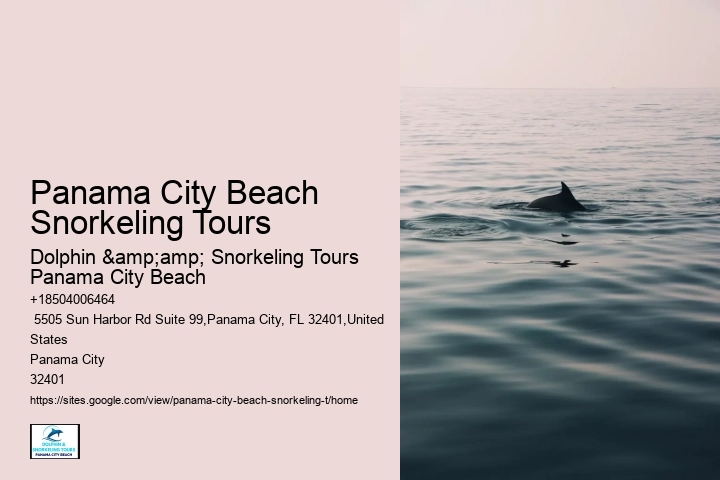 Panama City Beach
Snorkeling Tours
Dolphin &amp;amp; Snorkeling Tours
Panama City Beach
+18504006464
5505 Sun Harbor Rd Suite 99,Panama City, FL 32401,United
States
Panama City
32401
https://sites.google.com/view/panama-city-beach-snorkeling-t/home
DOLPHIN &
SNORKELING TOURS
PANAMA CITY BEACH